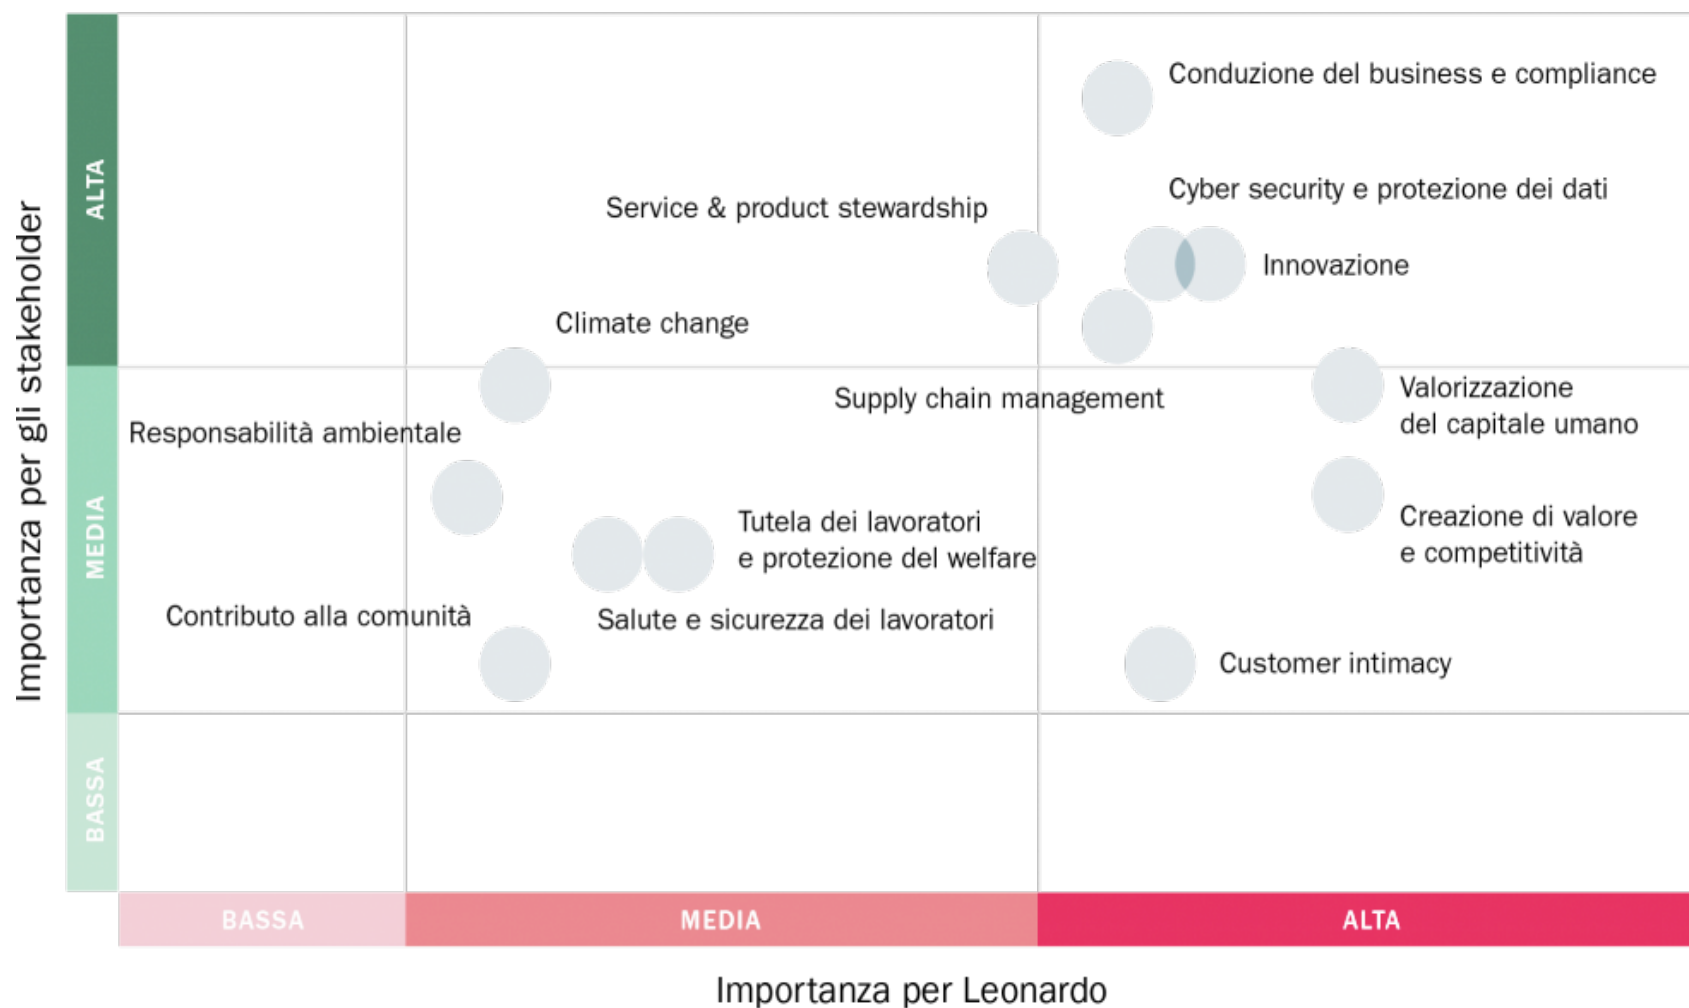 Importanza per gli stakeholder
ALTA
MEDIA
BASSA
Conduzione del business e compliance
Cyber security e protezione dei dati
Service & product stewardship
Innovazione
Climate change
Supply chain management
Valorizzazione
del capitale umano
Responsabilità ambientale
Tutela dei lavoratori
e protezione del welfare
Creazione di valore
e competitività
Contributo alla comunità
Salute e sicurezza dei lavoratori
Customer intimacy
BASSA
MEDIA
ALTA
Importanza per Leonardo